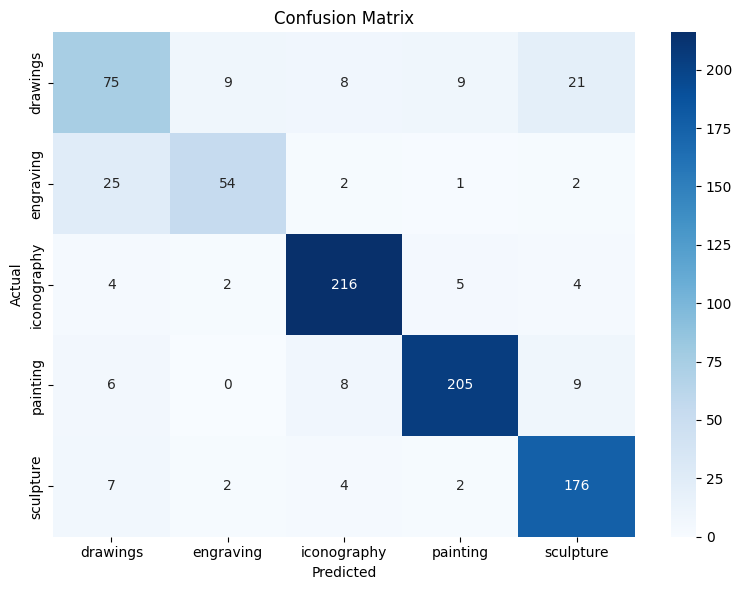 Confusion Matrix
drawings 75 9 8 9 21
engraving 25 54 2 1 2
iconography 4 2 216 5 4
painting 6 0 8 205 9
sculpture 7 2 4 2 176
drawings engraving iconography painting sculpture
Predicted
Actual
200
175
150
125
100
75
50
25
0